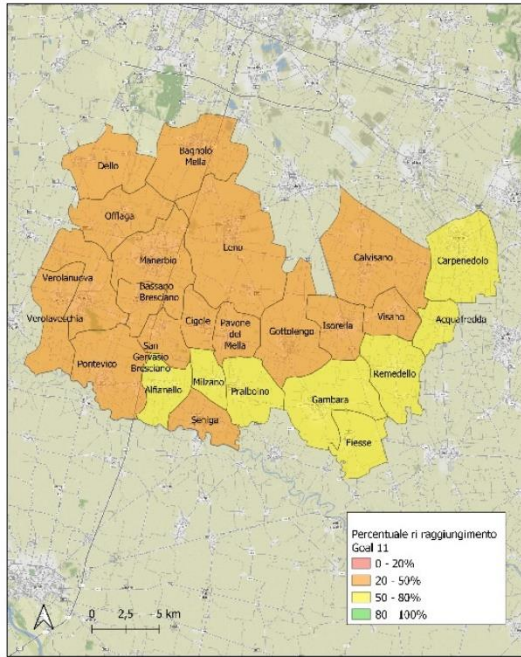 Bagnolo
Mella
Dello
Offlaga
Leno
Manerbio
Calvisano
Carpenedolo
Verolanuova
Bassano
Bresciano
Verolavecchia
Cigole
Pavone
del
Mella
Gottolengo
Isorella
Visano
Acquafredda
San
Gervasio
Bresciano
Pontevico
Alfianello
Milzano
Pralboino
Remedello
Gambara
Seniga
Fiesse
Percentuale ri raggiungimento
Goal 11
0 - 20%
20 - 50%
50 - 80%
80 100%
0 2,5 5 km